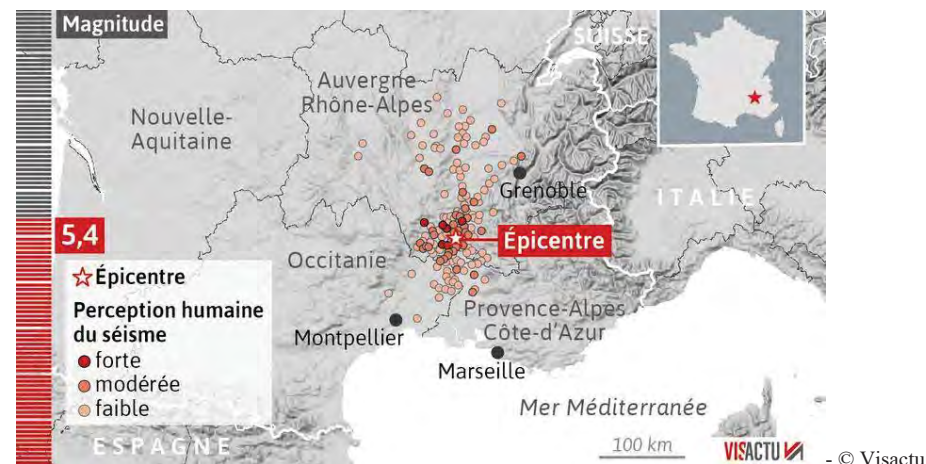 Magnitude
SUISSE
Auvergne
Rhône-Alpes
Nouvelle-
Aquitaine
Grenoble
ITALIE
5,4
Épicentre
Occitanie
Épicentre
Perception humaine
du séisme
forte
modérée
faible
Provence-Alpes
Côte-d'Azur
Montpellier
Marseille
Mer Méditerranée
ESPAGNE
100 km
VISACTU
- © Visactu